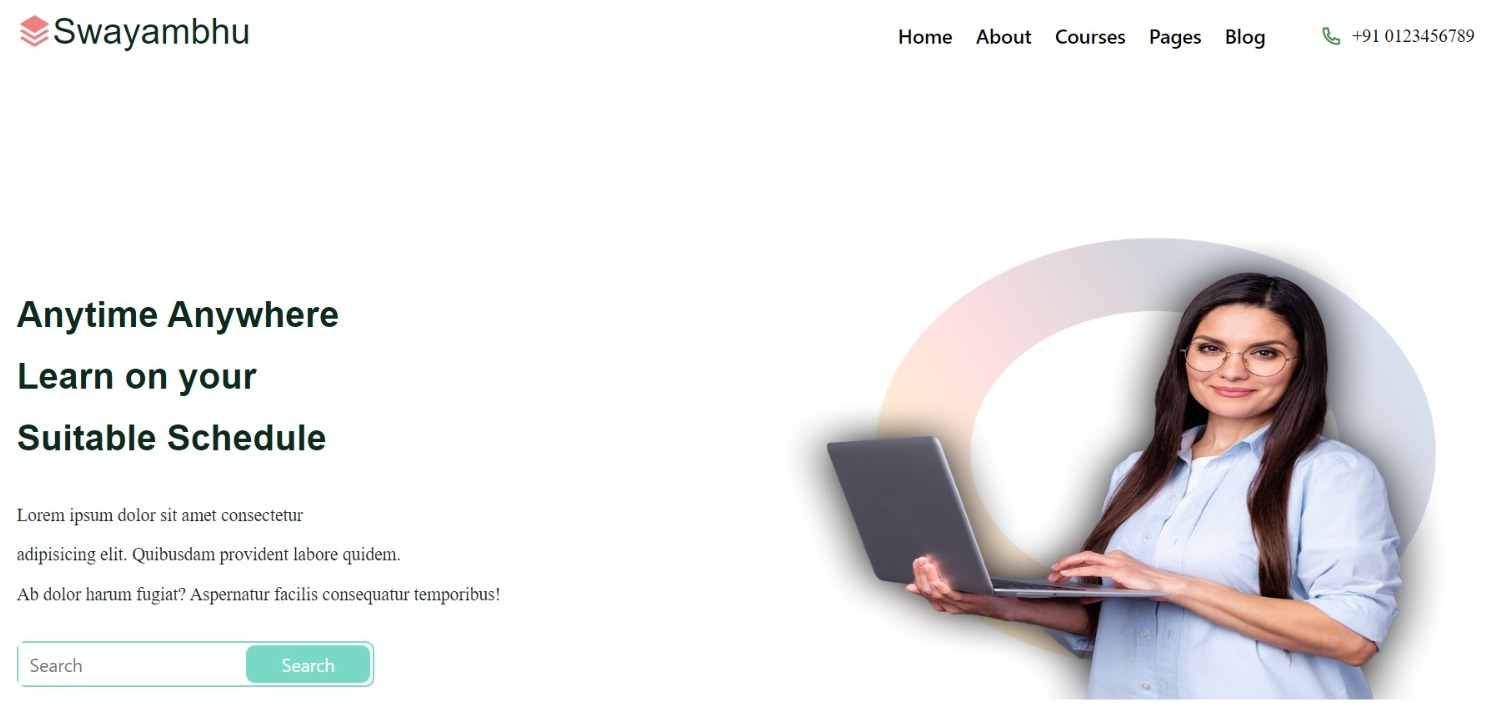 Swayambhu
Home About Courses Pages Blog +91 0123456789
Anytime Anywhere
Learn on your
Suitable Schedule
Lorem ipsum dolor sit amet consectetur
adipisicing elit. Quibusdam provident labore quidem.
Ab dolor harum fugiat? Aspernatur facilis consequatur temporibus!
Search Search